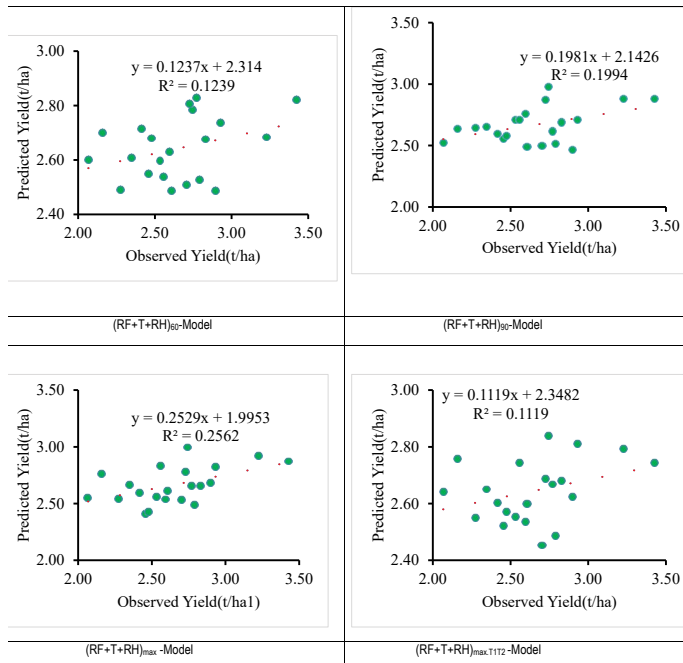 3.00
2.80
2.60
2.40
Predicted Yield(t/ha)
y = 0.1237x + 2.314
R² = 0.1239
2.00
2.50
3.00
3.50
Observed Yield(t/ha)
(RF+T+RH)60-Model
3.50
3.00
2.50
2.00
Predicted Yield(t/ha)
y = 0.1981x + 2.1426
R² = 0.1994
2.00
2.50
3.00
3.50
Observed Yield(t/ha)
(RF+T+RH)90-Model
3.50
3.00
2.50
2.00
Predicted Yield(t/ha)
y = 0.2529x + 1.9953
R² = 0.2562
2.00
2.50
3.00
3.50
Observed Yield(t/ha1)
(RF+T+RH)max -Model
3.00
2.80
2.60
2.40
Predicted Yield(t/ha)
y = 0.1119x + 2.3482
R² = 0.1119
2.00
2.50
3.00
3.50
Observed Yield(t/ha)
(RF+T+RH)max.T1T2 -Model